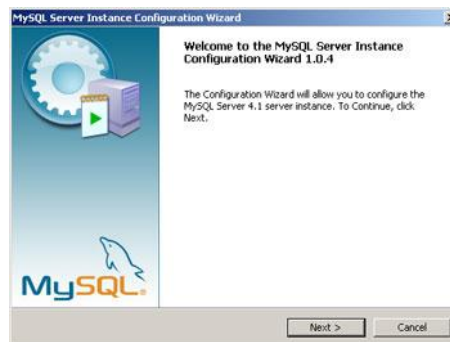 MySQL Server Instance Configuration Wizard
Welcome to the MySQL Server Instance
Configuration Wizard 1.0.4
The Configuration Wizard will allow you to configure the
MySQL Server 4.1 server instance. To Continue, click
Next.
MySQL.
Next >
Cancel